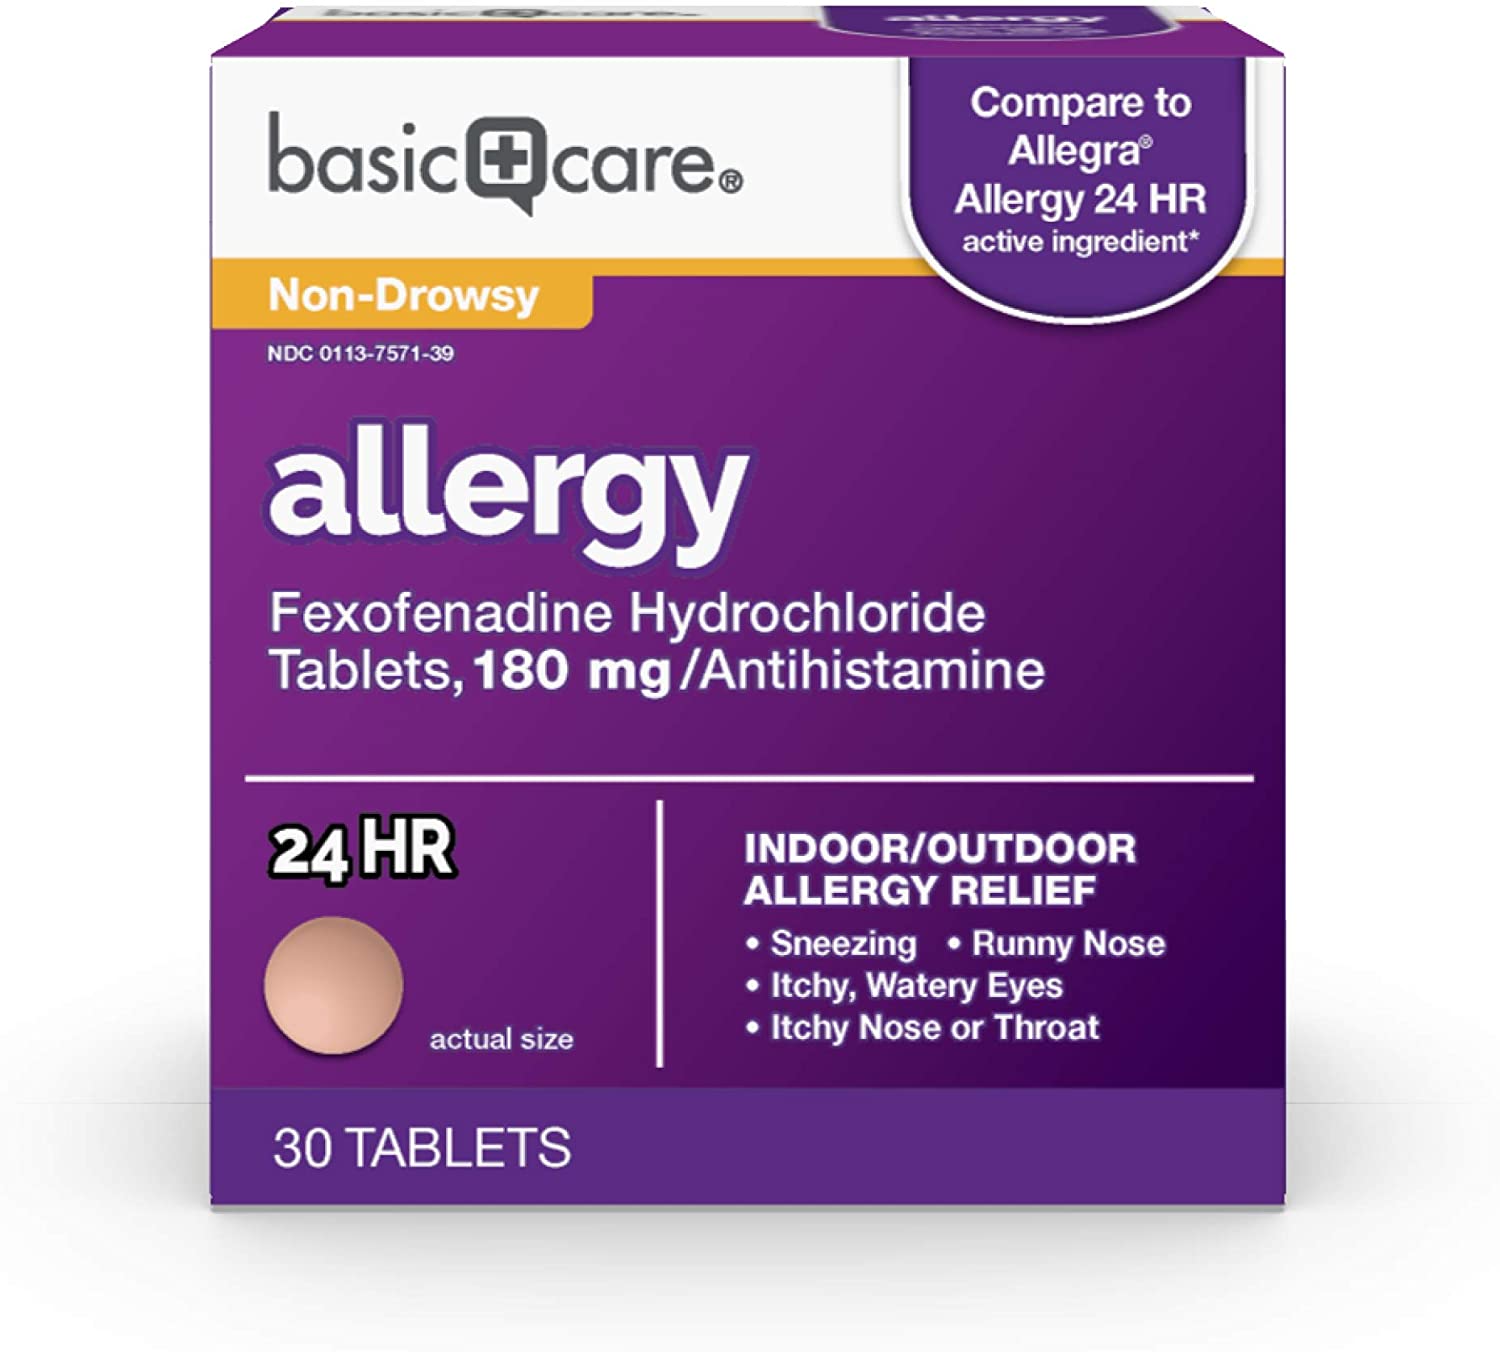 allergy
basic care®
Compare to
Allegra®
Allergy 24 HR
active ingredient*
Non-Drowsy
NDC 0113-7571-39
allergy
Fexofenadine Hydrochloride
Tablets, 180 mg/Antihistamine
24 HR
actual size
INDOOR/OUTDOOR
ALLERGY RELIEF
• Sneezing • Runny Nose
• Itchy, Watery Eyes
• Itchy Nose or Throat
30 TABLETS